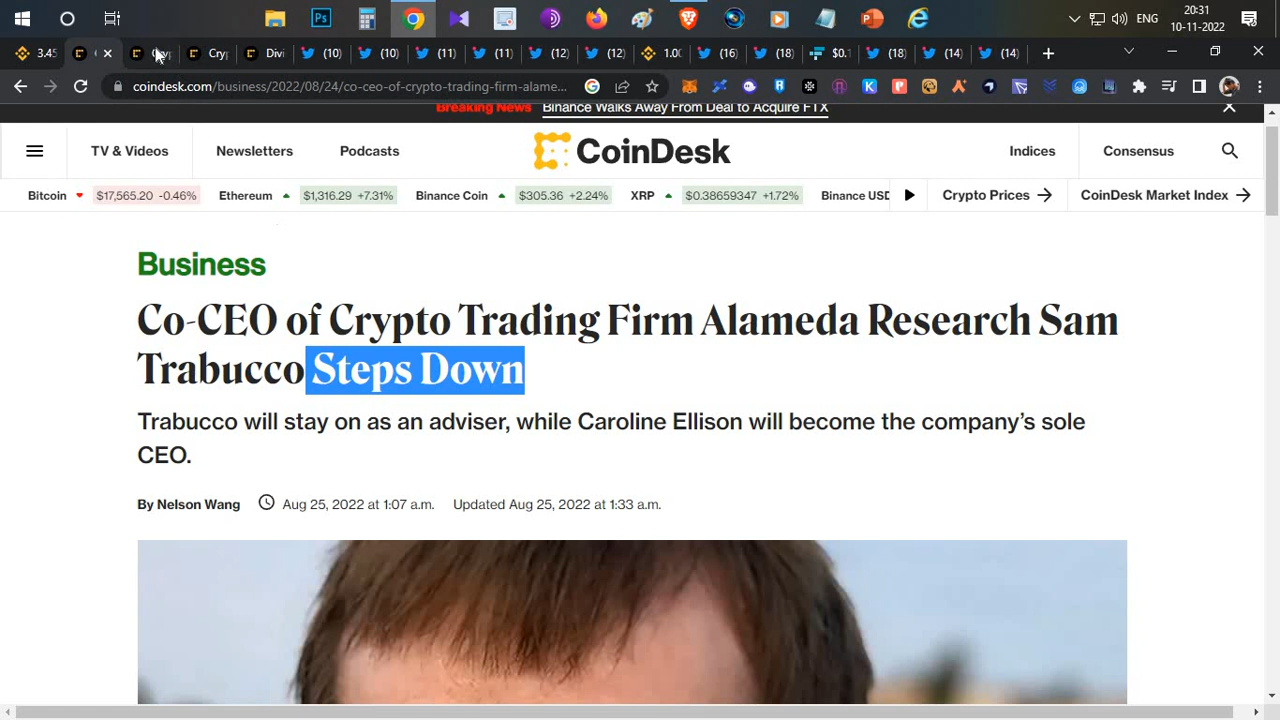 20:31
ENG
10-11-2022
3.45
Cry
Divi
(10)
(10)
(11)
(11)
(12)
(12)
1.00
(16)
(18)
$0.1
(18)
(14)
(14)
coindesk.com/business/2022/08/24/co-ceo-of-crypto-trading-firm-alame...
Breaking News Binance Walks Away From Deal to Acquire FTX
TV & Videos Newsletters Podcasts CoinDesk Indices Consensus
Bitcoin $17,565.20 -0.46% Ethereum $1,316.29 +7.31% Binance Coin $305.36 +2.24% XRP $0.38659347 +1.72% Binance USD Crypto Prices CoinDesk Market Index
Business
Co-CEO of Crypto Trading Firm Alameda Research Sam
Trabucco Steps Down
Trabucco will stay on as an adviser, while Caroline Ellison will become the company's sole
CEO.
By Nelson Wang Aug 25, 2022 at 1:07 a.m. Updated Aug 25, 2022 at 1:33 a.m.